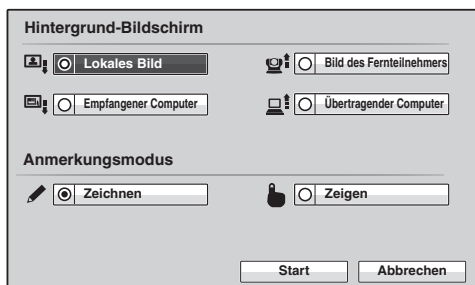 Hintergrund-Bildschirm
Lokales Bild
Bild des Fernteilnehmers
Empfangener Computer
Übertragender Computer
Anmerkungsmodus
Zeichnen
Zeigen
Start
Abbrechen